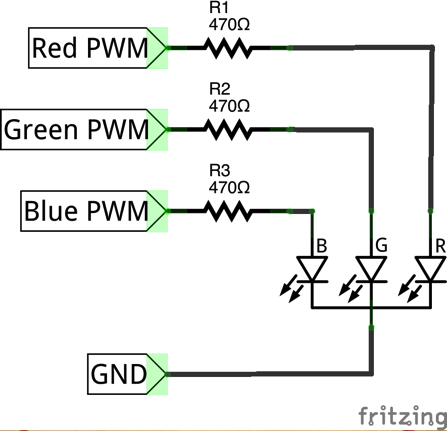 R1
470Ω
Red PWM
R2
470Ω
Green PWM
R3
470Ω
Blue PWM
B
G
R
GND
fritzing